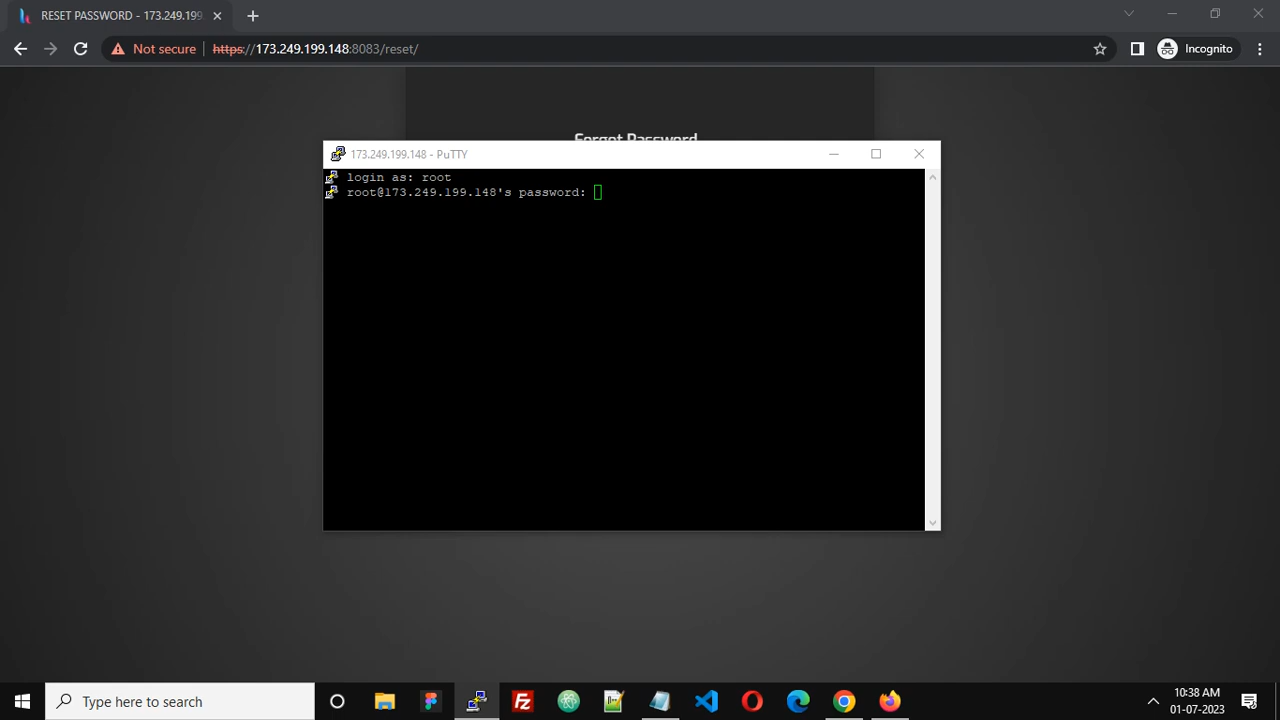 RESET PASSWORD - 173.249.199
Not secure https://173.249.199.148:8083/reset/ Incognito
Forgot Password
173.249.199.148 - PuTTY
login as: root
root@173.249.199.148's password:
Type here to search
10:38 AM
01-07-2023